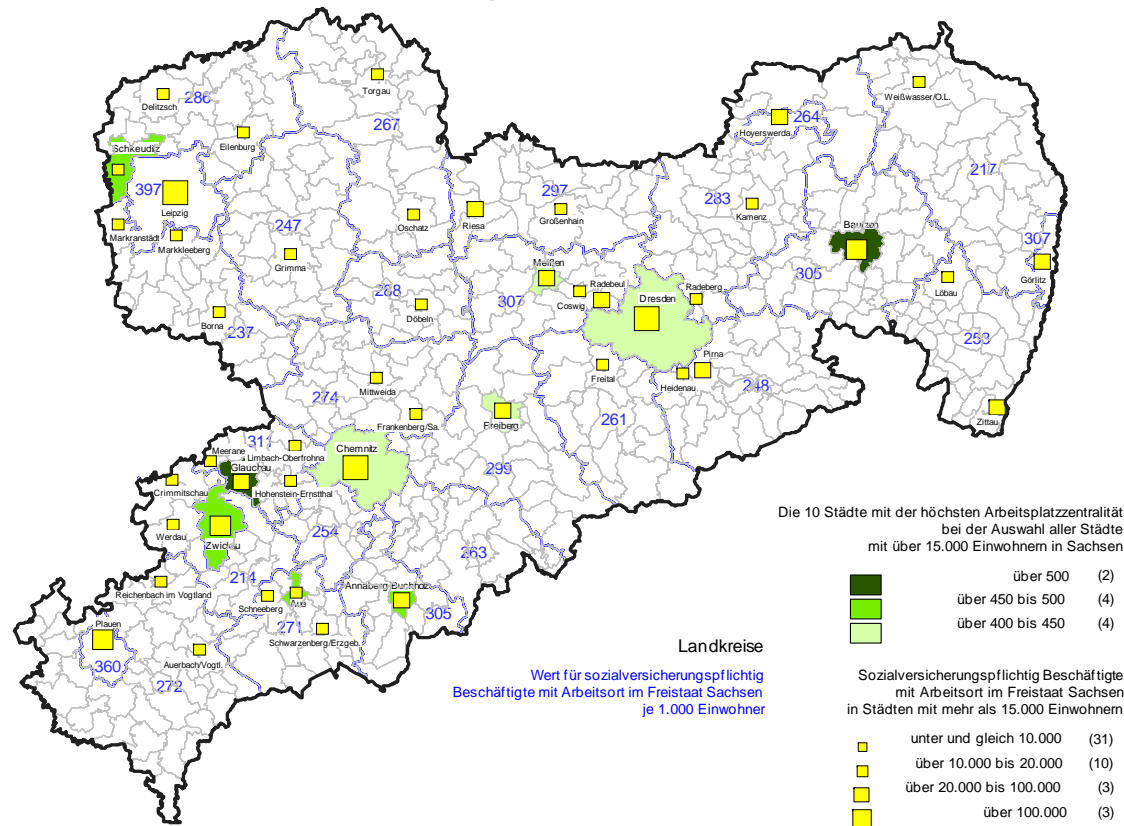 Torgau
286
Delitzsch
267
Eilenburg
Schkeuditz
397
Leipzig
Markranstädt
Markkleeberg
247
Grimma
Oschatz
Borna
237
288
Döbeln
Weißwasser/O.L.
264
Hoyerswerda
217
297
Riesa
Großenhain
283
Kamenz
Bautzen
305
307
Görlitz
Löbau
253
Zittau
Meißen
307
Coswig
Radebeul
Dresden
Radeberg
Pirna
Heidenau
248
Freital
261
274
Mittweida
Frankenberg/Sa.
Freiberg
299
311
Meerane
Limbach-Oberfrohna
Glauchau
Chemnitz
Crimmitschau
Hohenstein-Ernstthal
Werdau
Zwickau
254
263
214
Reichenbach im Vogtland
Schneeberg
Aue
Annaberg-Buchholz
305
271
Schwarzenberg/Erzgeb.
Plauen
360
Auerbach/Vogtl.
272
Die 10 Städte mit der höchsten Arbeitsplatzzentralität
bei der Auswahl aller Städte
mit über 15.000 Einwohnern in Sachsen
über 500 (2)
über 450 bis 500 (4)
über 400 bis 450 (4)
Landkreise
Wert für sozialversicherungspflichtig
Beschäftigte mit Arbeitsort im Freistaat Sachsen
je 1.000 Einwohner
Sozialversicherungspflichtig Beschäftigte
mit Arbeitsort im Freistaat Sachsen
in Städten mit mehr als 15.000 Einwohnern
unter und gleich 10.000 (31)
über 10.000 bis 20.000 (10)
über 20.000 bis 100.000 (3)
über 100.000 (3)